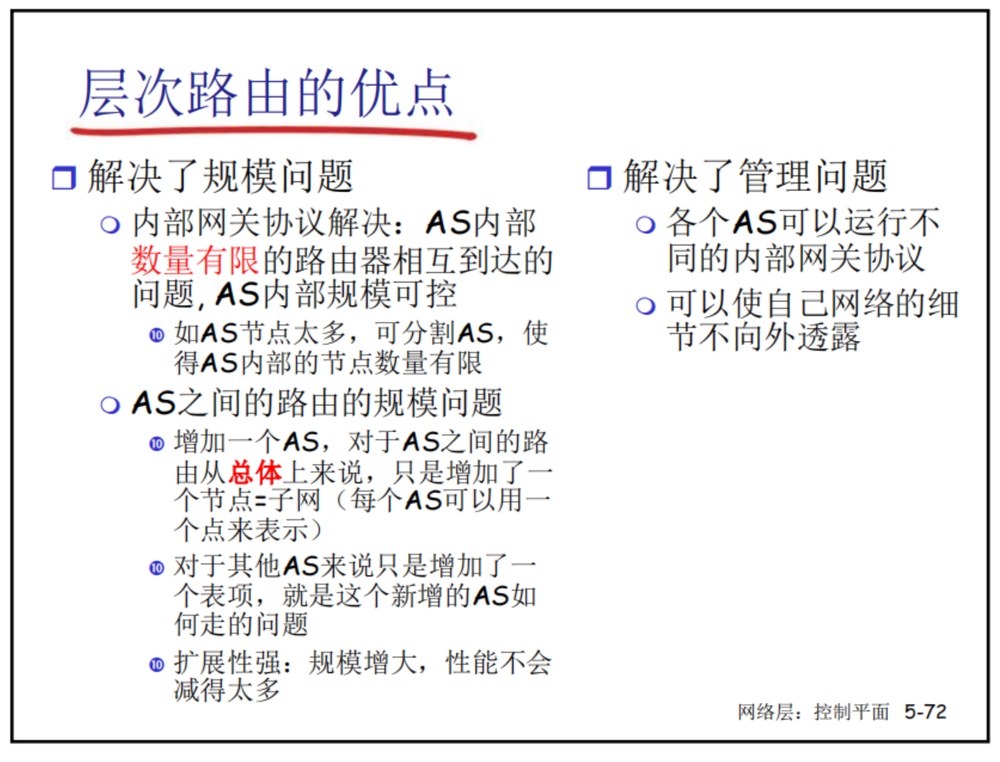 层次路由的优点
解决了规模问题
内部网关协议解决：AS内部
数量有限的路由器相互到达的
问题, AS内部规模可控
⑩ 如AS节点太多，可分割AS，使
得AS内部的节点数量有限
AS之间的路由的规模问题
⑩ 增加一个AS，对于AS之间的路
由从总体上来说，只是增加了一
个节点=子网（每个AS可以用一
个点来表示）
⑩ 对于其他AS来说只是增加了一
个表项，就是这个新增的AS如
何走的问题
⑩ 扩展性强：规模增大，性能不会
减得太多
解决了管理问题
各个AS可以运行不
同的内部网关协议
可以使自己网络的细
节不向外透露
网络层：控制平面 5-72